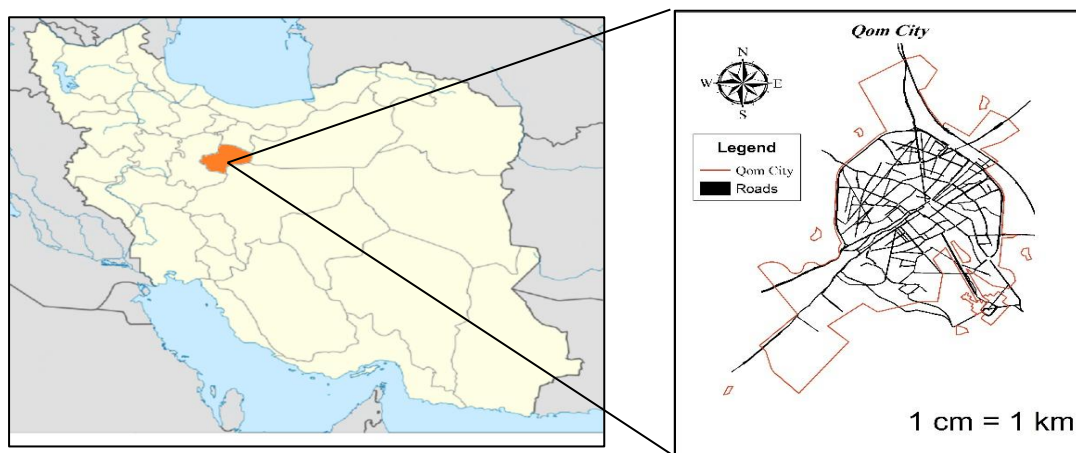 Qom City
N
W E
S
Legend
Qom City
Roads
1 cm = 1 km